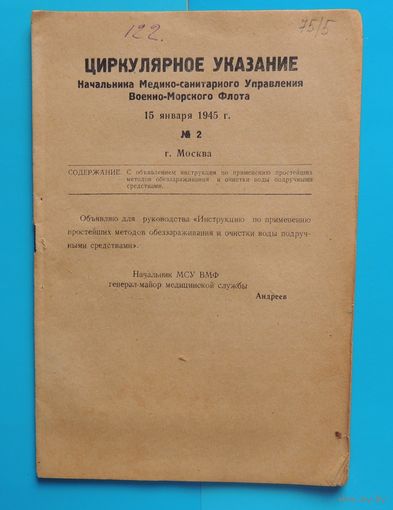 122.
75/5
ЦИРКУЛЯРНОЕ УКАЗАНИЕ
Начальника Медико-санитарного Управления
Военно-Морского Флота
15 января 1945 г.
№ 2
г. Москва
СОДЕРЖАНИЕ. С объявлением инструкции по применению простейших
методов обеззараживания и очистки воды подручными
средствами.
Объявляю для руководства «Инструкцию по применению
простейших методов обеззараживания и очистки воды подруч-
ными средствами».
Начальник МСУ ВМФ
генерал-майор медицинской службы
Андреев